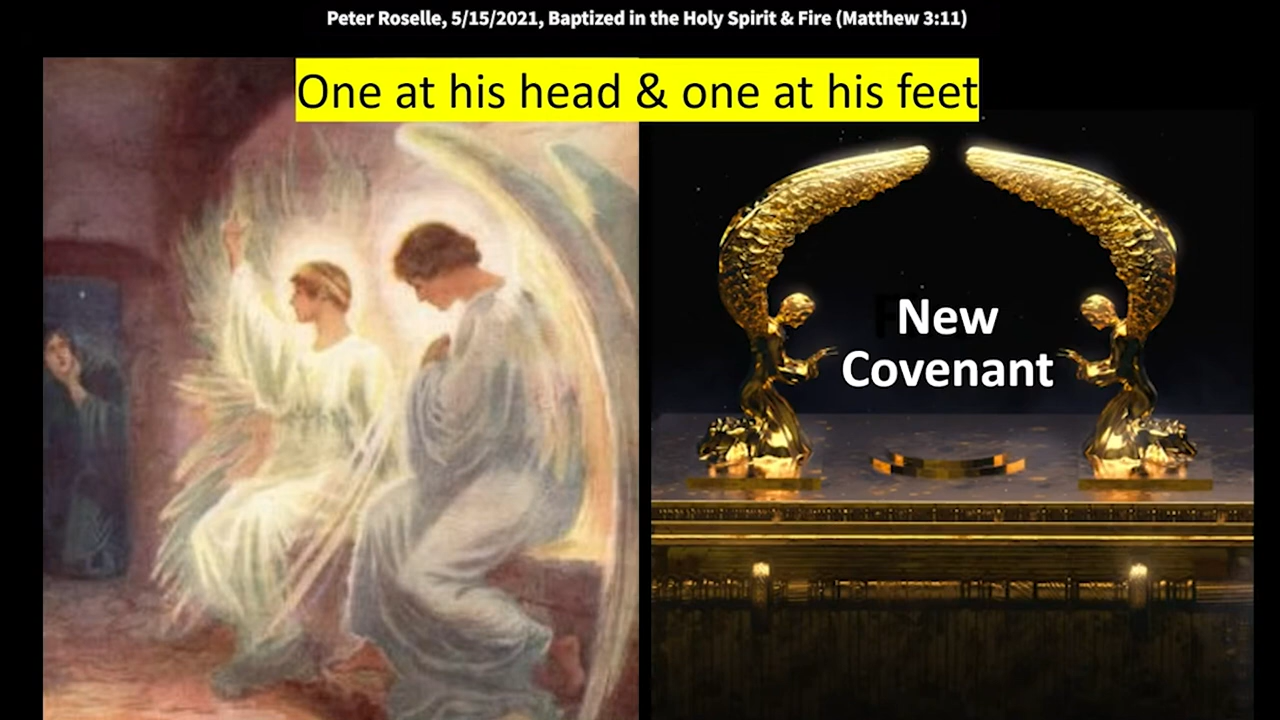 Peter Roselle, 5/15/2021, Baptized in the Holy Spirit & Fire (Matthew 3:11)
One at his head & one at his feet
New
Covenant